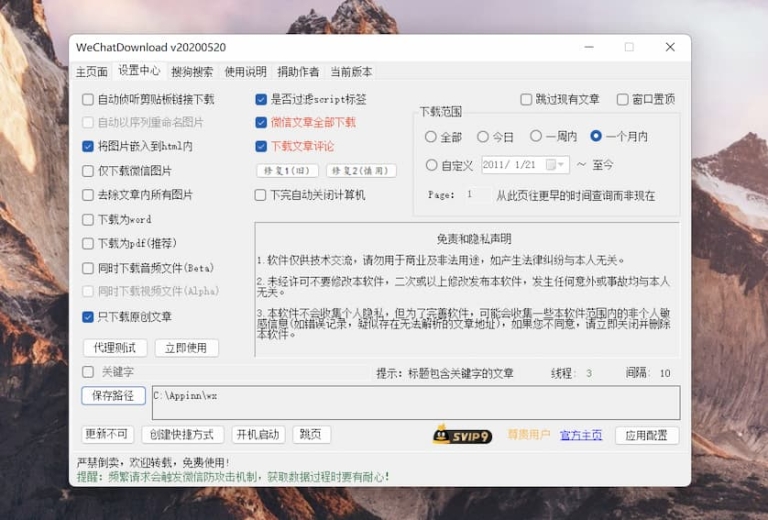 WeChatDownload v20200520
主页面 设置中心 搜狗搜索 使用说明 捐助作者 当前版本
自动侦听剪贴板链接下载
自动以序列重命名图片
将图片嵌入到html内
仅下载微信图片
去除文章内所有图片
下载为word
下载为pdf(推荐)
同时下载音频文件(Beta)
同时下载视频文件(Alpha)
只下载原创文章
代理测试 立即使用
是否过滤script标签
微信文章全部下载
下载文章评论
修复1(旧) 修复2(慎用)
下完自动关闭计算机
跳过现有文章 窗口置顶
下载范围
全部 今日 一周内 一个月内
自定义 2011/ 1/21 ~ 至今
Page: 1 从此页往更早的时间查询而非现在
免责和隐私声明
1.软件仅供技术交流，请勿用于商业及非法用途，如产生法律纠纷与本人无关。
2.未经许可不要修改本软件，二次或以上修改发布本软件，发生任何意外或事故均与本人
无关。
3.本软件不会收集个人隐私，但为了完善软件，可能会收集一些本软件范围内的非个人敏
感信息(如错误记录，疑似存在无法解析的文章地址)，如果您不同意，请立即关闭并删除
本软件。
关键字 提示: 标题包含关键字的文章 线程: 3 间隔: 10
保存路径 C:\Appinn\wx
更新不可 创建快捷方式 开机启动 跳页 SVIP9 尊贵用户 官方主页 应用配置
严禁倒卖，欢迎转载，免费使用!
提醒: 频繁请求会触发微信防攻击机制，获取数据过程时要有耐心!